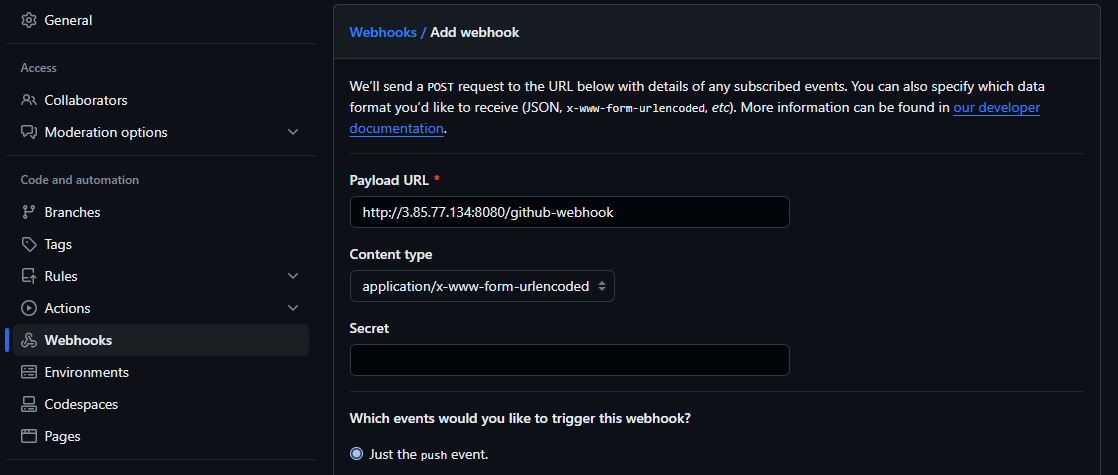 General
Access
Collaborators
Moderation options
Code and automation
Branches
Tags
Rules
Actions
Webhooks
Environments
Codespaces
Pages
Webhooks / Add webhook
We’ll send a POST request to the URL below with details of any subscribed events. You can also specify which data
format you’d like to receive (JSON, x-www-form-urlencoded, etc). More information can be found in our developer
documentation.
Payload URL *
http://3.85.77.134:8080/github-webhook
Content type
application/x-www-form-urlencoded
Secret
Which events would you like to trigger this webhook?
Just the push event.